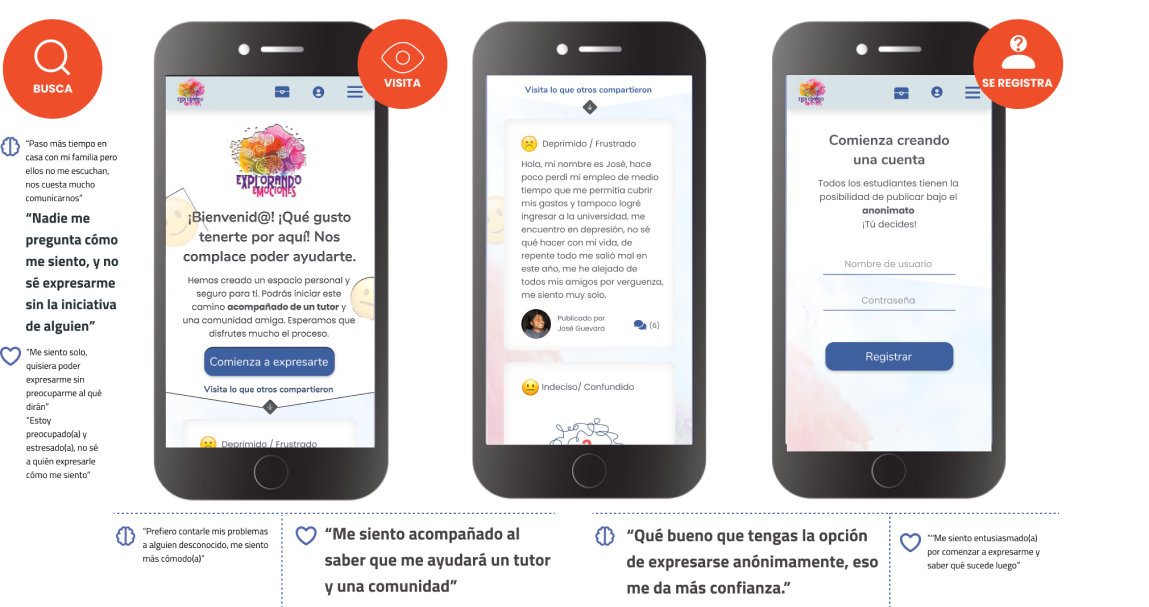 BUSCA
“Paso más tiempo en
casa con mi familia pero
ellos no me escuchan,
nos cuesta mucho
comunicarnos”
“Nadie me
pregunta cómo
me siento, y no
sé expresarme
sin la iniciativa
de alguien”
“Me siento solo,
quisiera poder
expresarme sin
preocuparme al qué
dirán”
“Estoy
preocupado(a) y
estresado(a), no sé
a quién expresarle
cómo me siento”
VISITA
EXPLORANDO
EMOCIONES
EXPLORANDO
EMOCIONES
¡Bienvenid@! ¡Qué gusto
tenerte por aquí! Nos
complace poder ayudarte.
Hemos creado un espacio personal y
seguro para ti. Podrás iniciar este
camino acompañado de un tutor y
una comunidad amiga. Esperamos que
disfrutes mucho el proceso.
Comienza a expresarte
Visita lo que otros compartieron
Deprimido / Frustrado
Visita lo que otros compartieron
Deprimido / Frustrado
Hola, mi nombre es José, hace
poco perdí mi empleo de medio
tiempo que me permitia cubrir
mis gastos y tampoco logré
ingresar a la universidad, me
encuentro en depresión, no sé
qué hacer con mi vida, de
repente todo me salió mal en
este año, me he alejado de
todos mis amigos por verguenza,
me siento muy solo.
Publicado por
José Guevara
(6)
Indeciso/ Confundido
SE REGISTRA
EXPLORANDO
EMOCIONES
Comienza creando
una cuenta
Todos los estudiantes tienen la
posibilidad de publicar bajo el
anonimato
¡Tú decides!
Nombre de usuario
Contraseña
Registrar
“Prefiero contarle mis problemas
a alguien desconocido, me siento
más cómodo(a)”
“Me siento acompañado al
saber que me ayudará un tutor
y una comunidad”
“Qué bueno que tengas la opción
de expresarse anónimamente, eso
me da más confianza.”
““Me siento entusiasmado(a)
por comenzar a expresarme y
saber qué sucede luego”